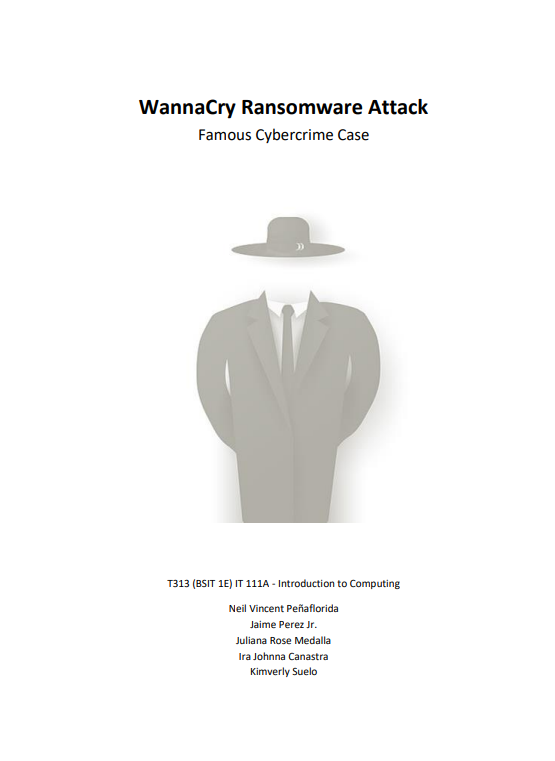 WannaCry Ransomware Attack
Famous Cybercrime Case
T313 (BSIT 1E) IT 111A - Introduction to Computing
Neil Vincent Peñaflorida
Jaime Perez Jr.
Juliana Rose Medalla
Ira Johnna Canastra
Kimverly Suelo